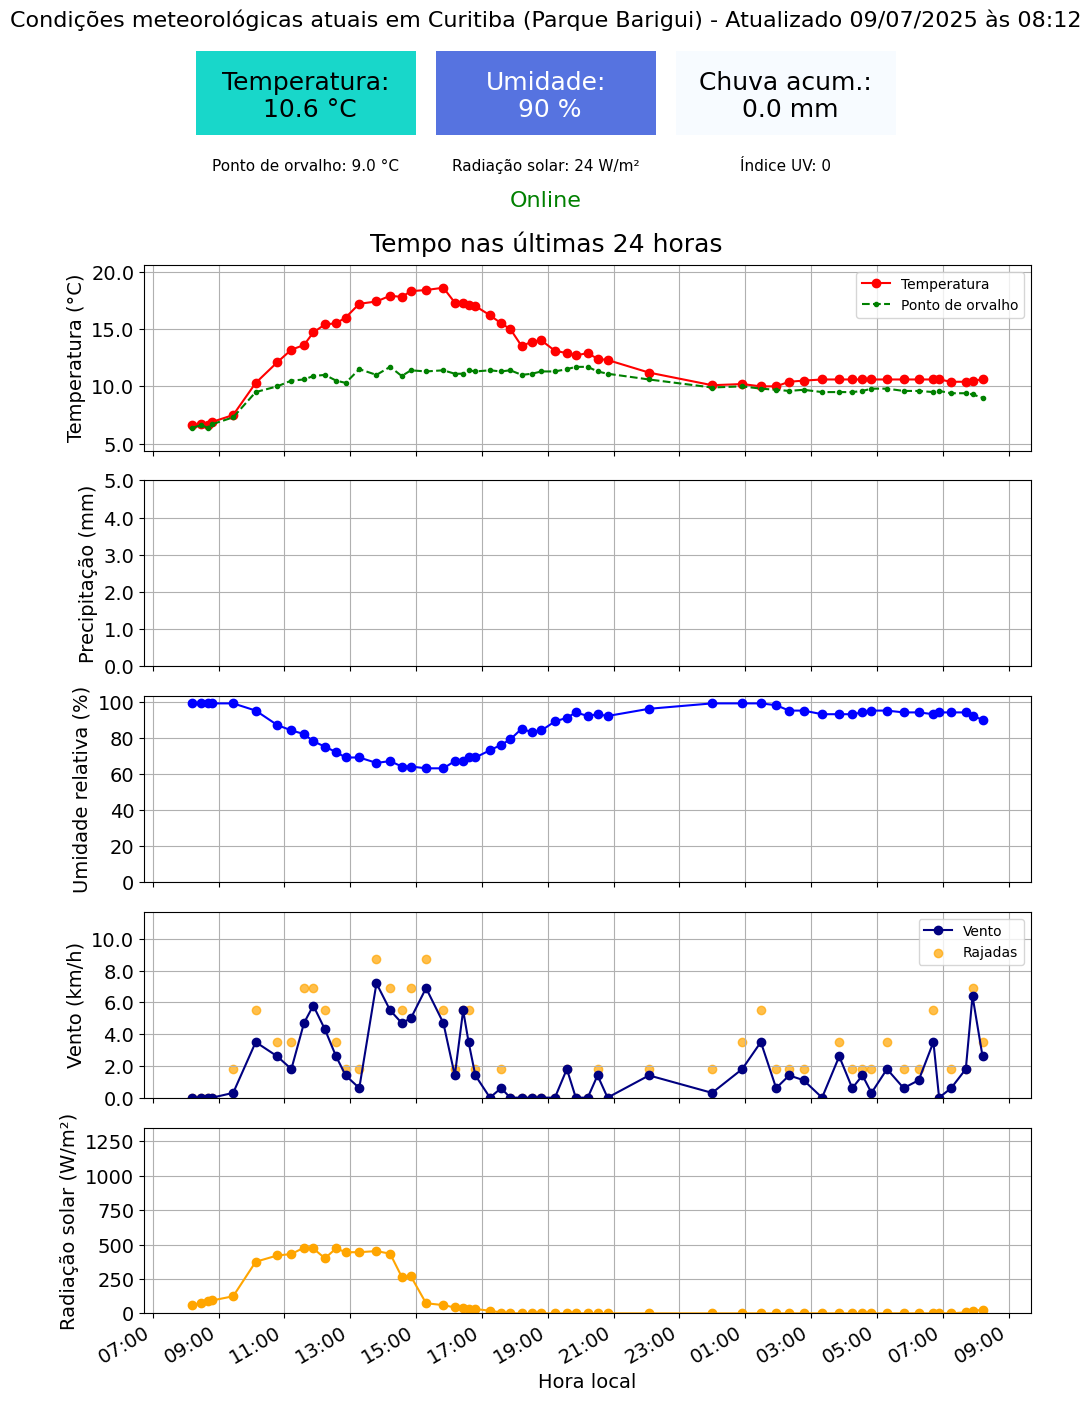 Condições meteorológicas atuais em Curitiba (Parque Barigui) - Atualizado 09/07/2025 às 08:12
Temperatura:
10.6 °C
Umidade:
90 %
Chuva acum.:
0.0 mm
Ponto de orvalho: 9.0 °C
Radiação solar: 24 W/m²
Índice UV: 0
Online
Tempo nas últimas 24 horas
Temperatura (°C)
20.0
15.0
10.0
5.0
Temperatura
Ponto de orvalho
Precipitação (mm)
5.0
4.0
3.0
2.0
1.0
0.0
Umidade relativa (%)
100
80
60
40
20
0
Vento (km/h)
10.0
8.0
6.0
4.0
2.0
0.0
Vento
Rajadas
Radiação solar (W/m²)
1250
1000
750
500
250
0
07:00
09:00
11:00
13:00
15:00
17:00
19:00
21:00
23:00
01:00
03:00
05:00
07:00
09:00
Hora local